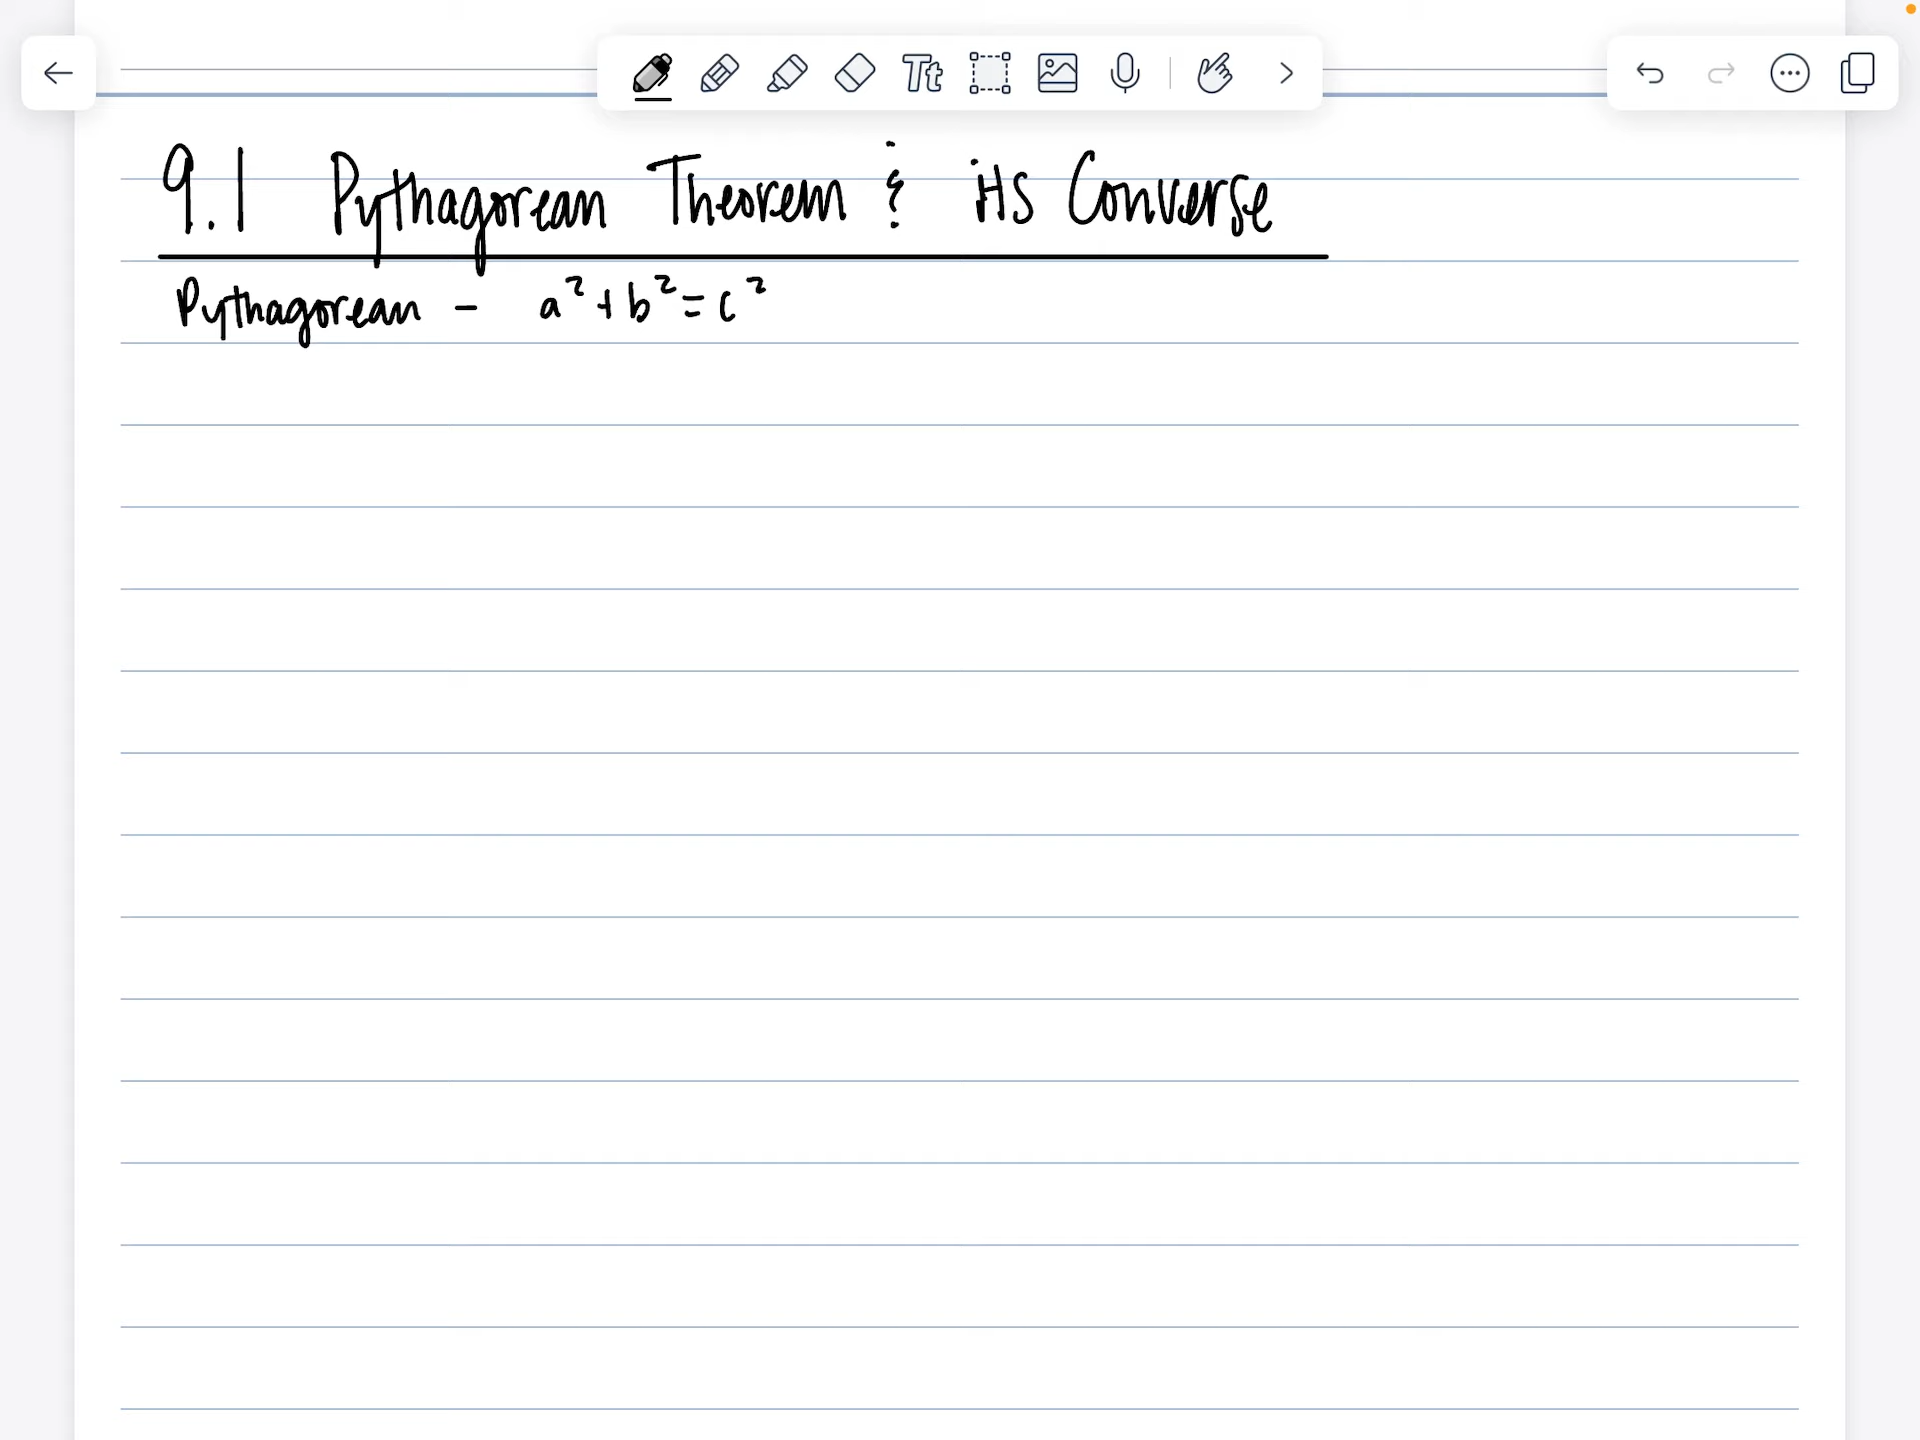 9.1 Pythagorean Theorem & its Converse
Pythagorean - a²+b²=c²